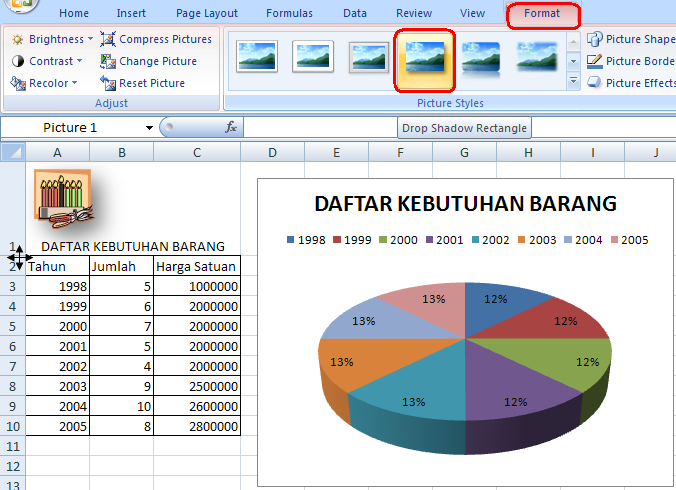 Home Insert Page Layout Formulas Data Review View Format
Brightness Compress Pictures Picture Shape
Contrast Change Picture Picture Borde
Recolor Reset Picture Picture Effects
Adjust Picture Styles
Picture 1 fx Drop Shadow Rectangle
A B C D E F G H I J
DAFTAR KEBUTUHAN BARANG
1998 1999 2000 2001 2002 2003 2004 2005
1 DAFTAR KEBUTUHAN BARANG
2 Tahun Jumlah Harga Satuan
3 1998 5 1000000
4 1999 6 2000000
5 2000 7 2000000
6 2001 5 2000000
7 2002 4 2000000
8 2003 9 2500000
9 2004 10 2600000
10 2005 8 2800000
11
12
13
13% 12%
13% 12%
13% 12%
13% 12%